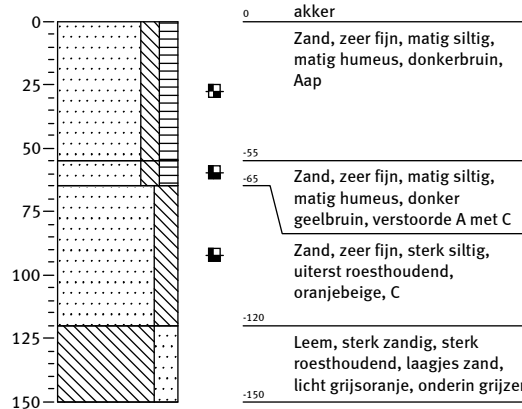 0
25
50
75
100
125
150
0 akker
Zand, zeer fijn, matig siltig,
matig humeus, donkerbruin,
Aap
-55
Zand, zeer fijn, matig siltig,
-65
matig humeus, donker
geelbruin, verstoorde A met C
Zand, zeer fijn, sterk siltig,
uiterst roesthoudend,
oranjebeige, C
-120
Leem, sterk zandig, sterk
roesthoudend, laagjes zand,
licht grijsoranje, onderin grijzer
-150